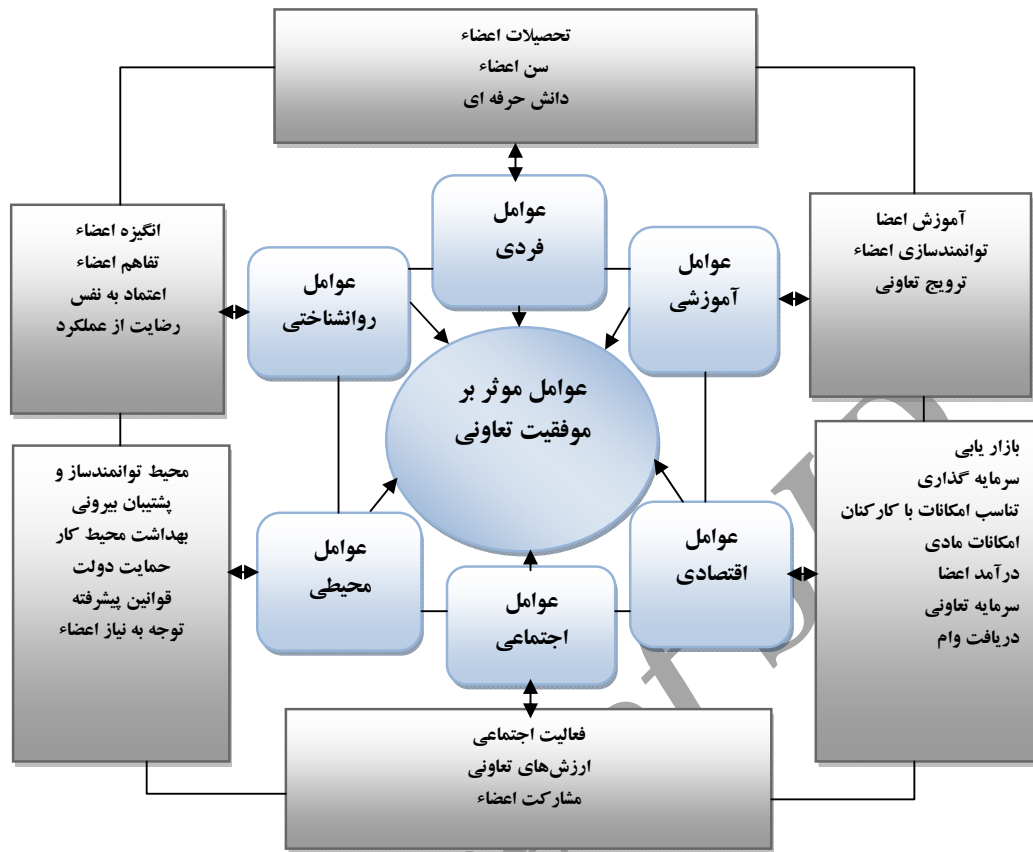 تحصیلات اعضاء
سن اعضاء
دانش حرفه ای
عوامل
فردی
آموزش اعضا
توانمندسازی اعضاء
ترویج تعاونی
عوامل
آموزشی
عوامل
روانشناختی
انگیزه اعضاء
تفاهم اعضاء
اعتماد به نفس
رضایت از عملکرد
عوامل موثر بر
موفقیت تعاونی
بازار یابی
سرمایه گذاری
تناسب امکانات با کارکنان
امکانات مادی
درآمد اعضا
سرمایه تعاونی
دریافت وام
عوامل
اقتصادی
عوامل
اجتماعی
عوامل
محیطی
محیط توانمندساز و
پشتیبان بیرونی
بهداشت محیط کار
حمایت دولت
قوانین پیشرفته
توجه به نیاز اعضاء
فعالیت اجتماعی
ارزش‌های تعاونی
مشارکت اعضاء